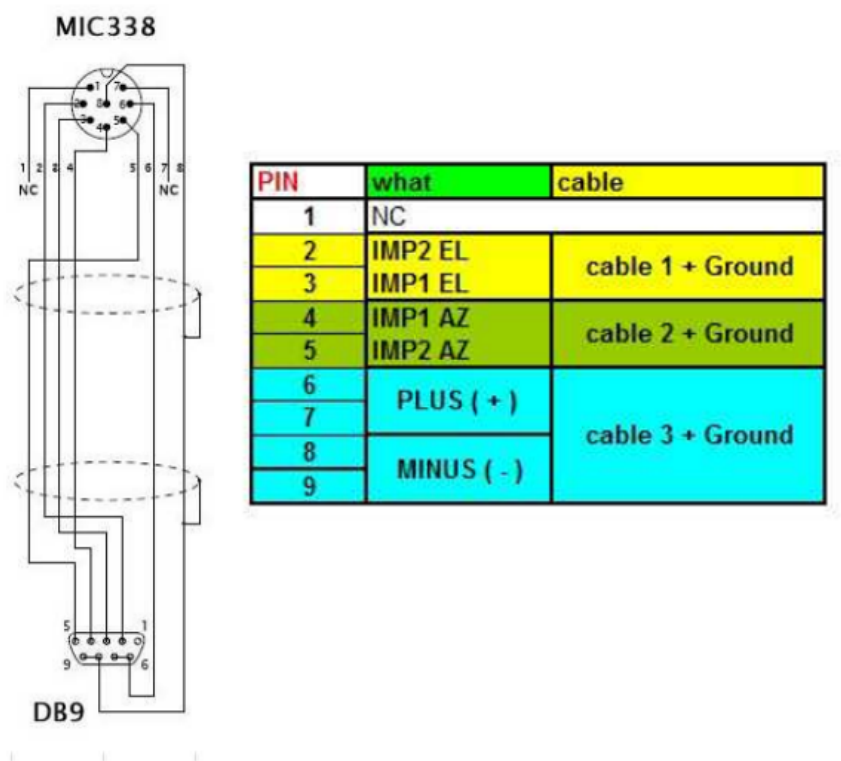 MIC338
1 7
2 8 6
3 5
4
1 2 3 4 5 6 7 8
NC NC
5 1
9 6
DB9
PIN what cable
1 NC
2 IMP2 EL cable 1 + Ground
3 IMP1 EL
4 IMP1 AZ cable 2 + Ground
5 IMP2 AZ
6 PLUS ( + ) cable 3 + Ground
7
8 MINUS ( - )
9